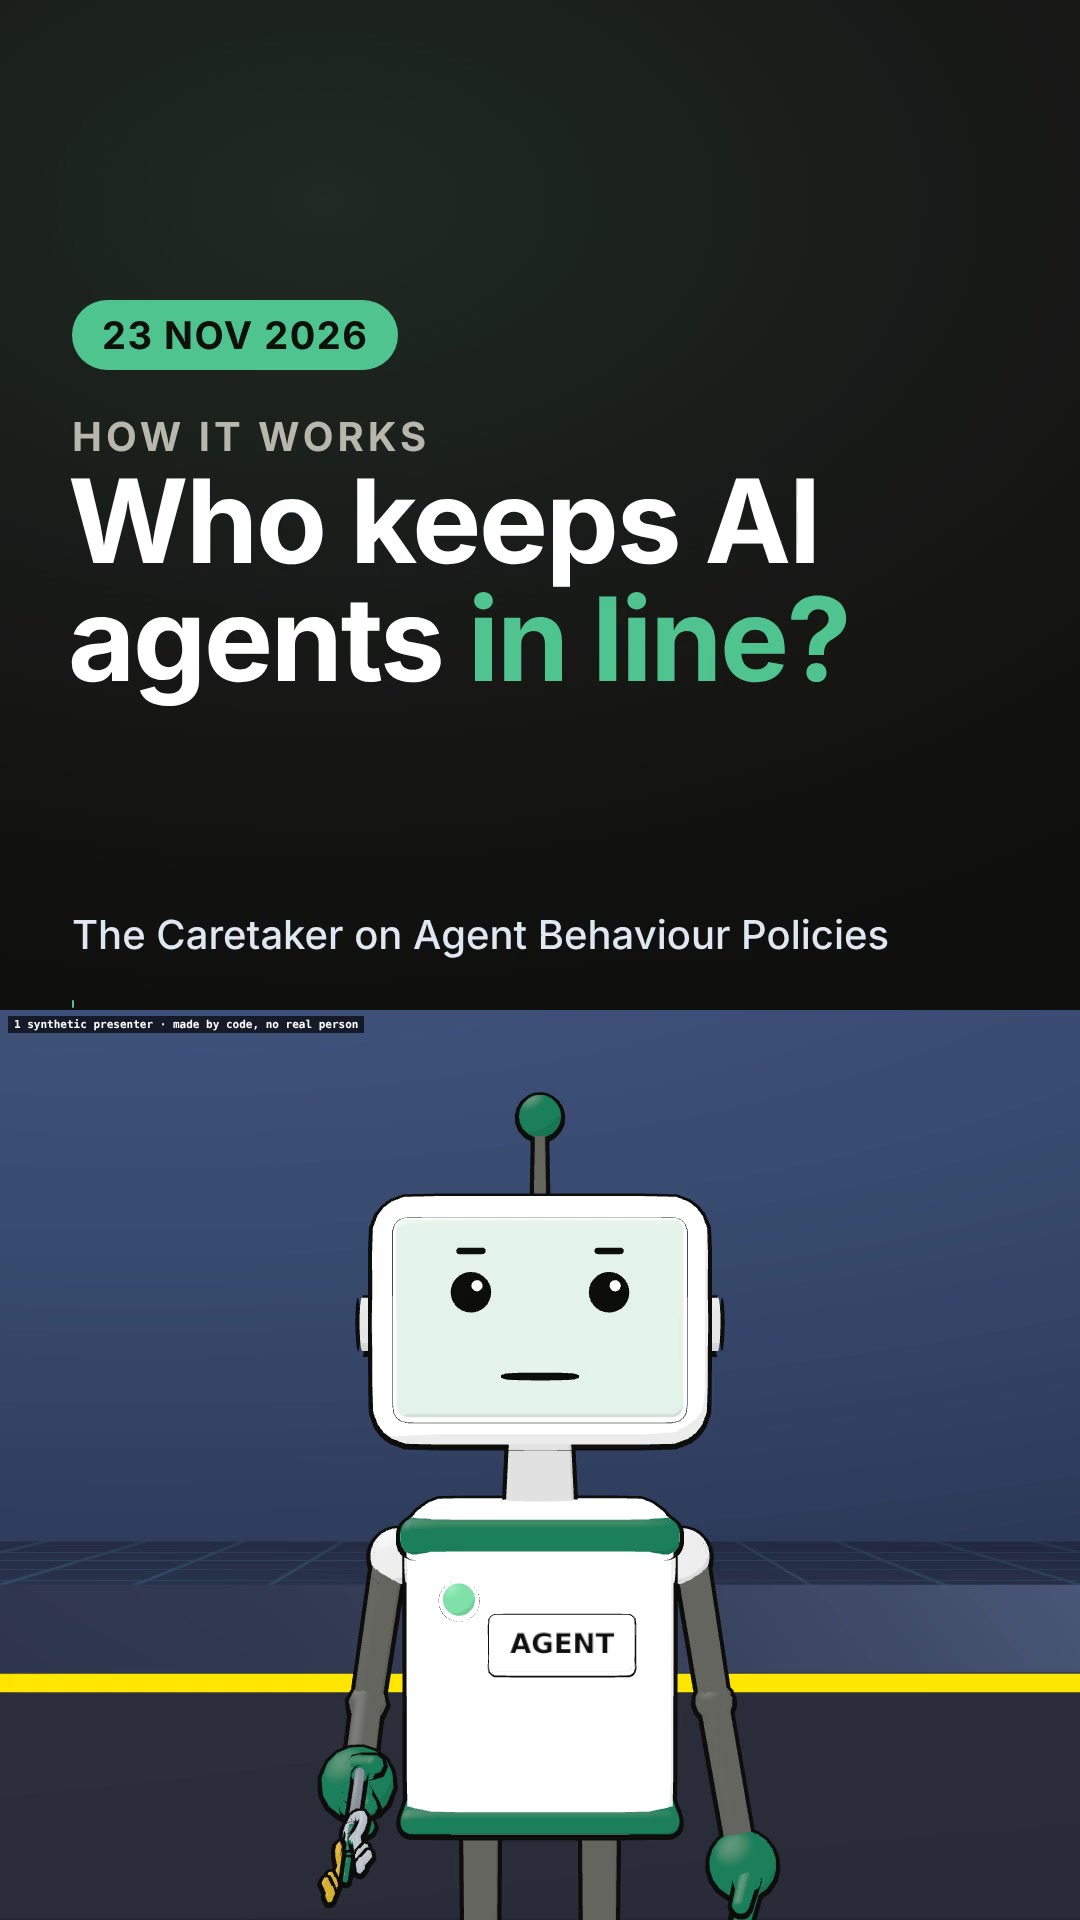 23 NOV 2026
HOW IT WORKS
Who keeps AI
agents in line?
The Caretaker on Agent Behaviour Policies
1 synthetic presenter · made by code, no real person
AGENT